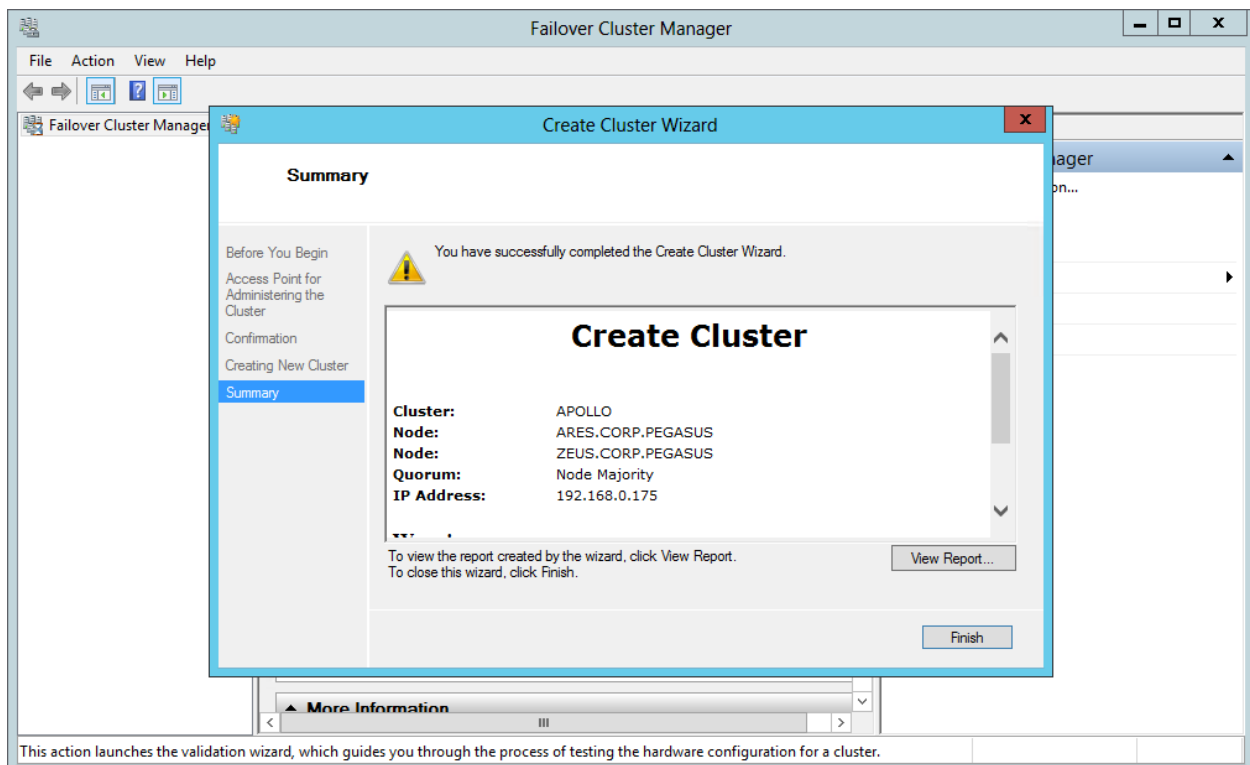 Failover Cluster Manager
File Action View Help
Failover Cluster Manager
Create Cluster Wizard
Summary
Before You Begin
Access Point for
Administering the
Cluster
Confirmation
Creating New Cluster
Summary
You have successfully completed the Create Cluster Wizard.
Create Cluster
Cluster: APOLLO
Node: ARES.CORP.PEGASUS
Node: ZEUS.CORP.PEGASUS
Quorum: Node Majority
IP Address: 192.168.0.175
To view the report created by the wizard, click View Report.
To close this wizard, click Finish.
View Report...
Finish
ager
on...
More Information
This action launches the validation wizard, which guides you through the process of testing the hardware configuration for a cluster.